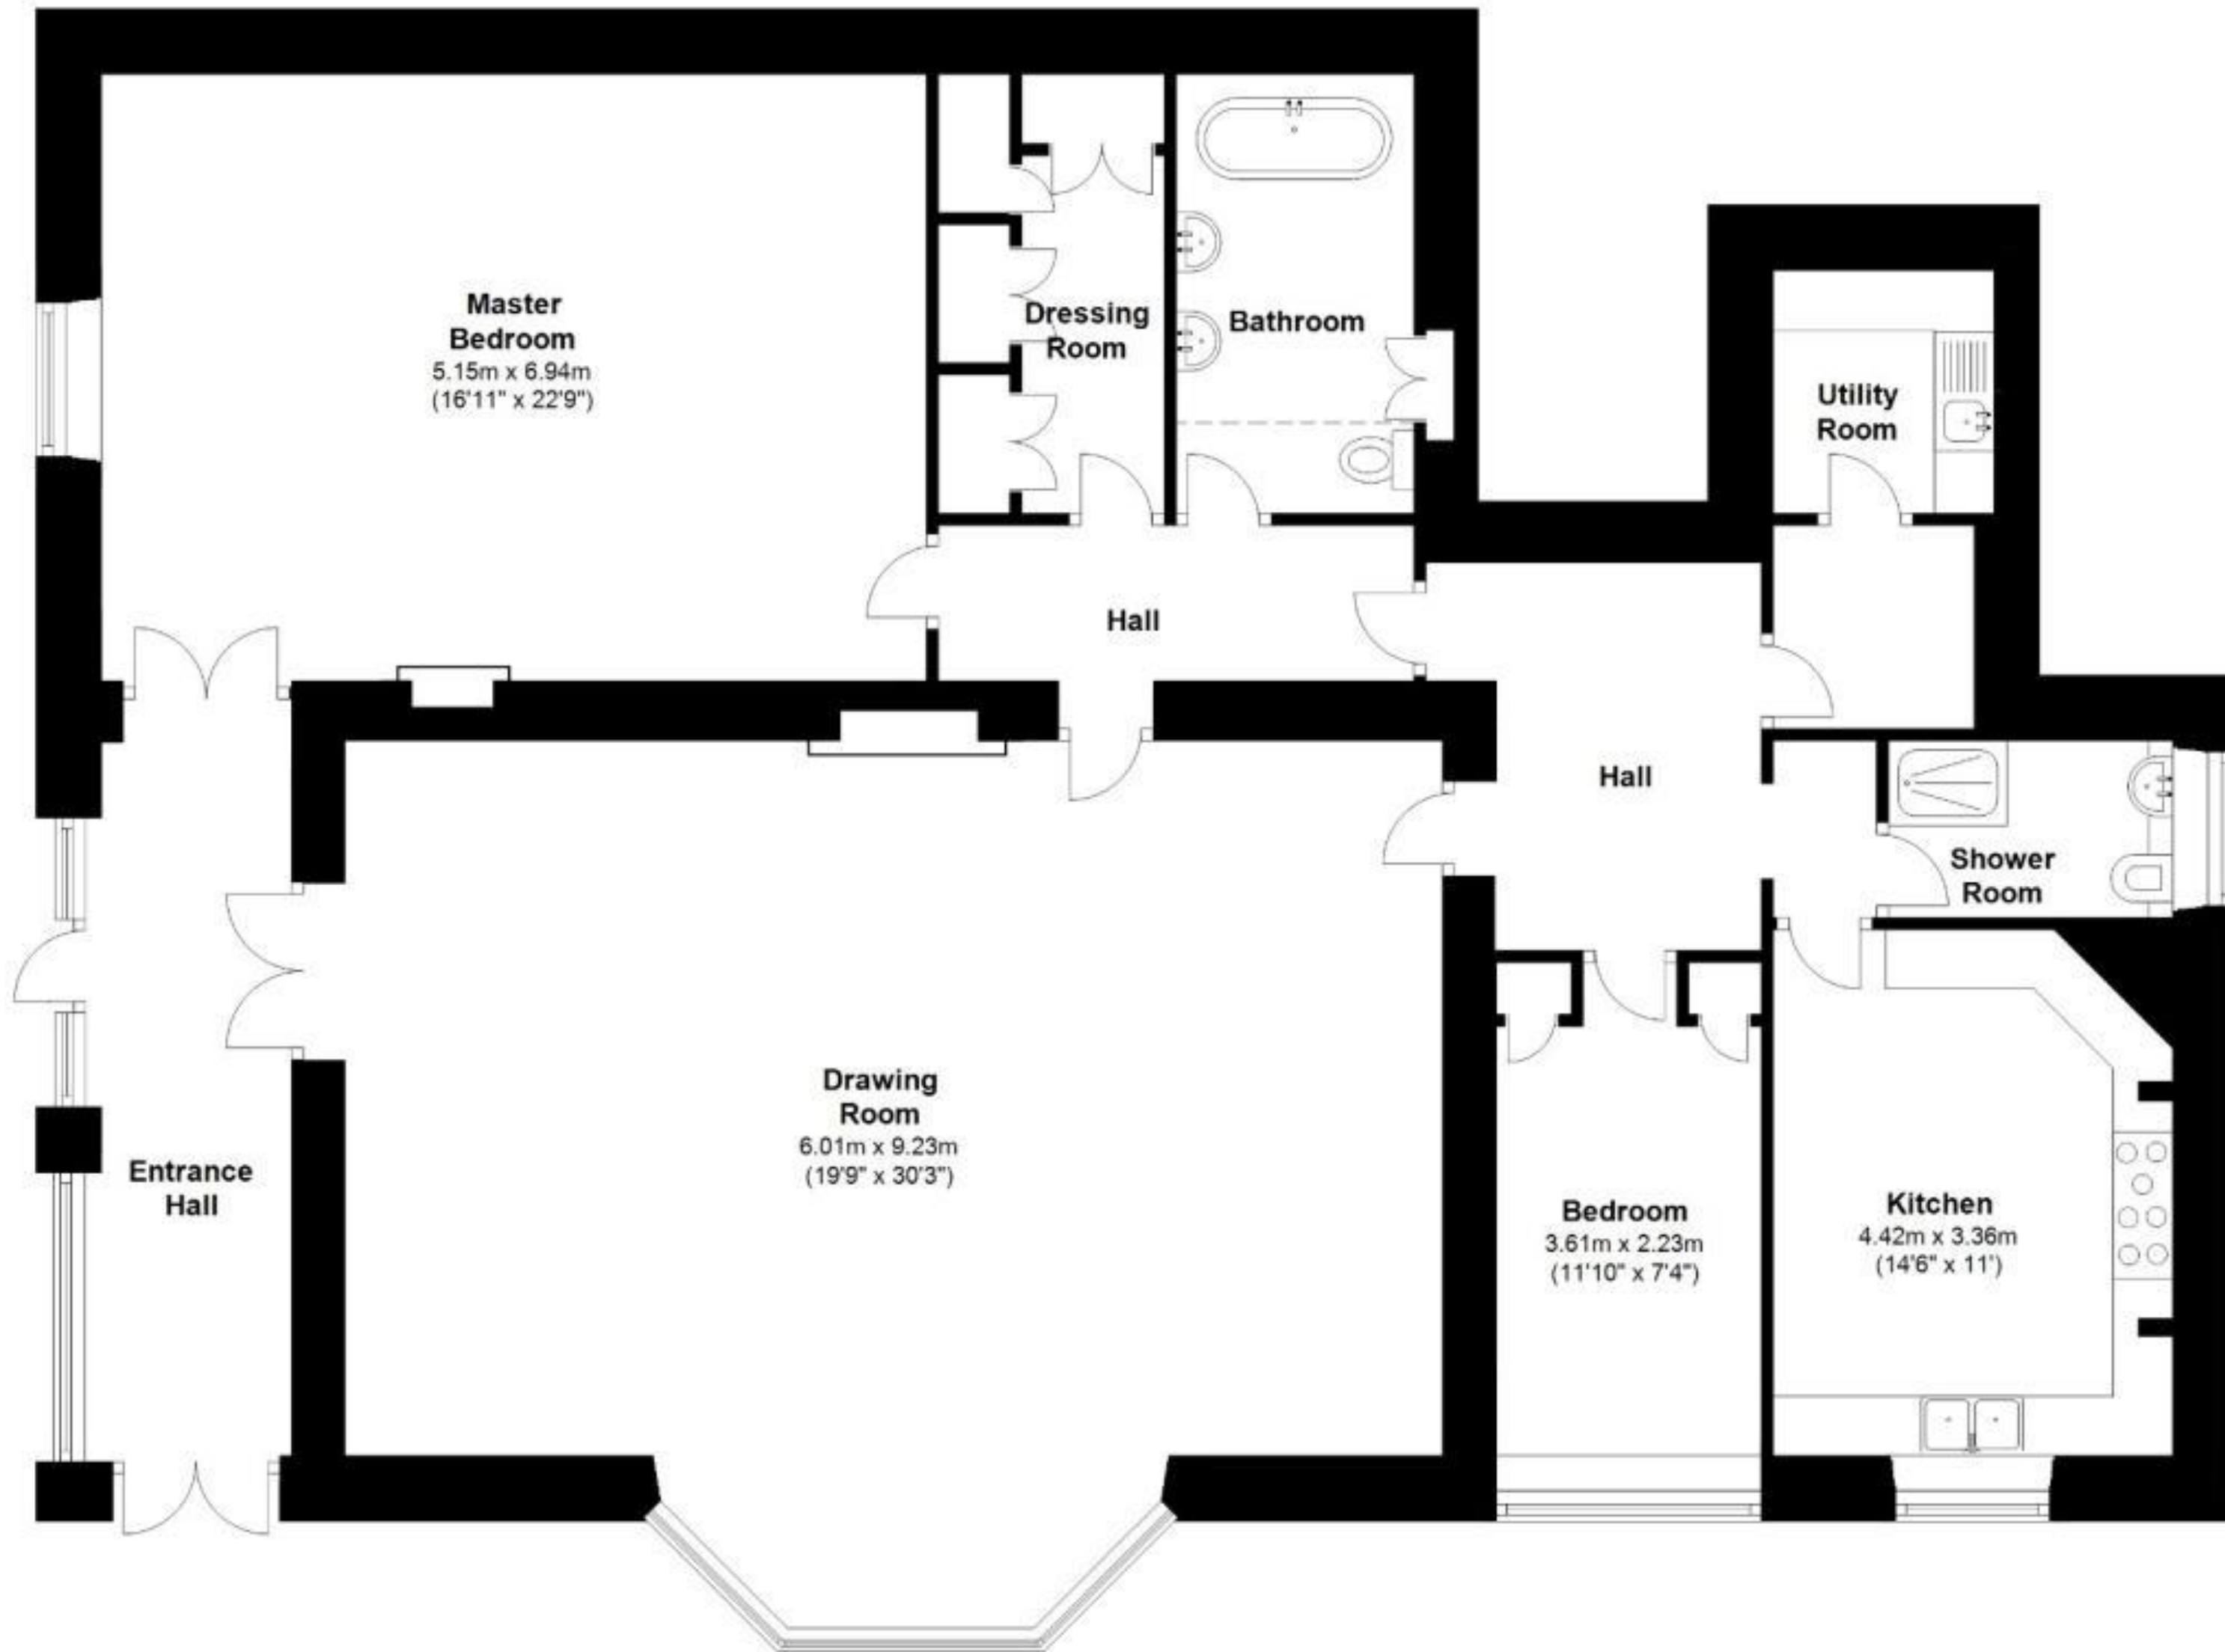 Master
Bedroom
5.15m x 6.94m
(16'11" x 22'9")
Dressing
Room
Bathroom
Utility
Room
Hall
Hall
Shower
Room
Drawing
Room
6.01m x 9.23m
(19'9" x 30'3")
Entrance
Hall
Bedroom
3.61m x 2.23m
(11'10" x 7'4")
Kitchen
4.42m x 3.36m
(14'6" x 11')